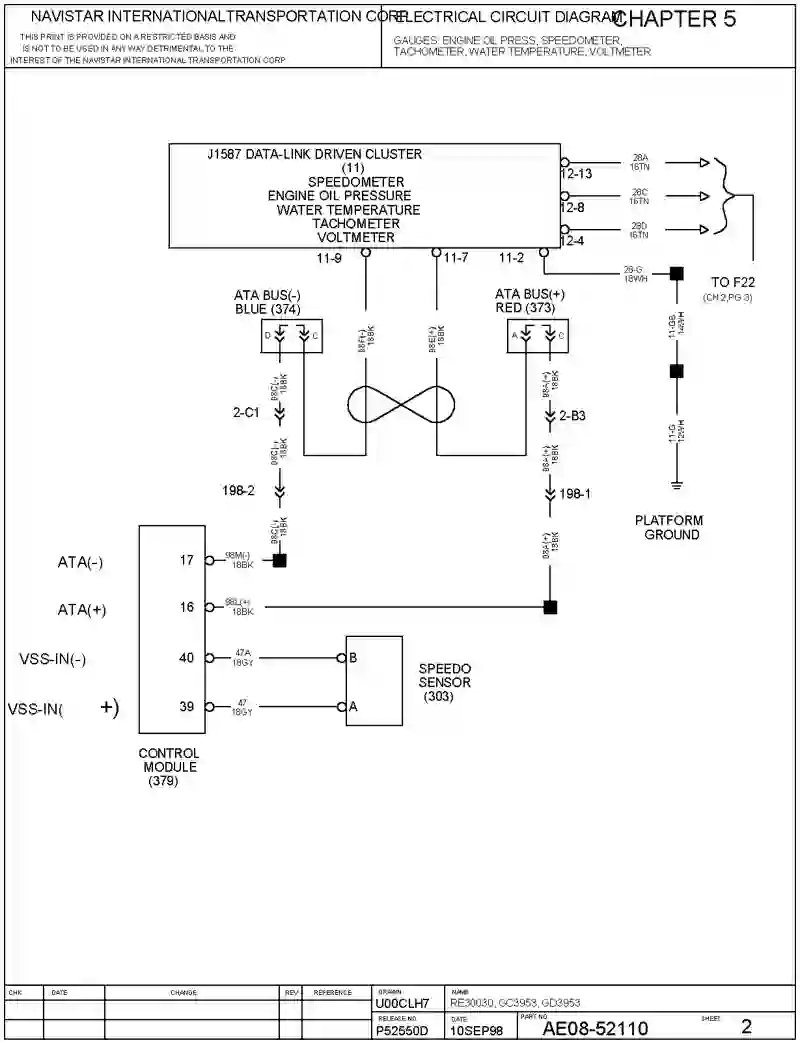 NAVISTAR INTERNATIONAL TRANSPORTATION CORP.
THIS PRINT IS PROVIDED ON A RESTRICTED BASIS AND
IS NOT TO BE USED IN ANY WAY DETRIMENTAL TO THE
INTEREST OF THE NAVISTAR INTERNATIONAL TRANSPORTATION CORP
ELECTRICAL CIRCUIT DIAGRAM
CHAPTER 5
GAUGES: ENGINE OIL PRESS, SPEEDOMETER,
TACHOMETER, WATER TEMPERATURE, VOLTMETER
J1587 DATA-LINK DRIVEN CLUSTER
(11)
SPEEDOMETER
ENGINE OIL PRESSURE
WATER TEMPERATURE
TACHOMETER
VOLTMETER
12-13
28A
16TN
12-8
28C
16TN
12-4
28D
16TN
11-9
11-7
11-2
28-G
18WH
TO F22
(CH 2,PG 3)
ATA BUS(-)
BLUE (374)
D
C
98F(-)
18BK
98E(+)
18BK
ATA BUS(+)
RED (373)
A
C
11-GB
14WH
98C(-)
18BK
2-C1
98A(+)
18BK
2-B3
11-G
12WH
98C(-)
18BK
198-2
98A(+)
18BK
198-1
98C(-)
18BK
98A(+)
18BK
PLATFORM
GROUND
ATA(-)
17
98M(-)
18BK
ATA(+)
16
98L(+)
18BK
VSS-IN(-)
40
47A
18GY
B
VSS-IN( +)
39
47
18GY
A
SPEEDO
SENSOR
(303)
CONTROL
MODULE
(379)
CHK
DATE
CHANGE
REV
REFERENCE
DRAWN
U00CLH7
NAME
RE30030, GC3953, GD3953
RELEASE NO.
P52550D
DATE
10SEP98
PART NO.
AE08-52110
SHEET
2